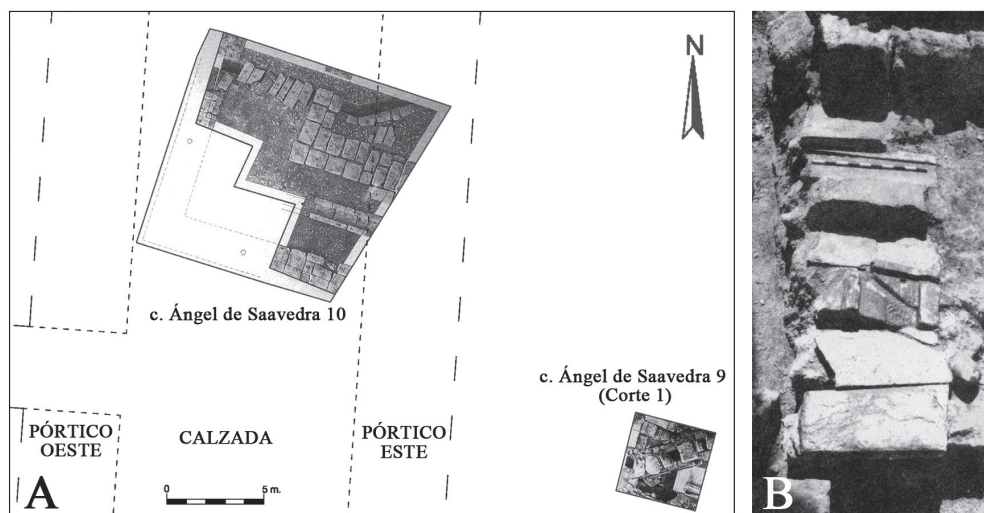 N
c. Ángel de Saavedra 10
c. Ángel de Saavedra 9
(Corte 1)
PÓRTICO
OESTE
CALZADA
PÓRTICO
ESTE
0
5 m.
A
B